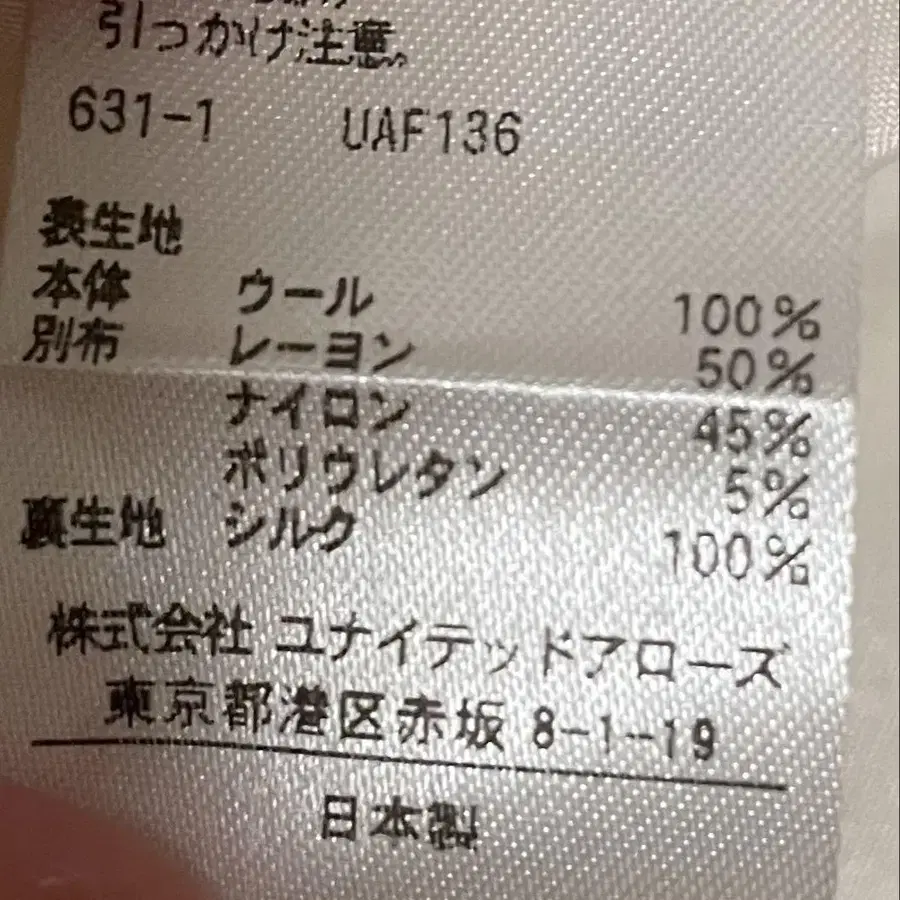 引っかけ注意。
631-1 UAF136
表生地
本体 ウール 100%
別布 レーヨン 50%
ナイロン 45%
ポリウレタン 5%
裏生地 シルク 100%
株式会社 ユナイテッドアローズ
東京都港区赤坂 8-1-19
日本製